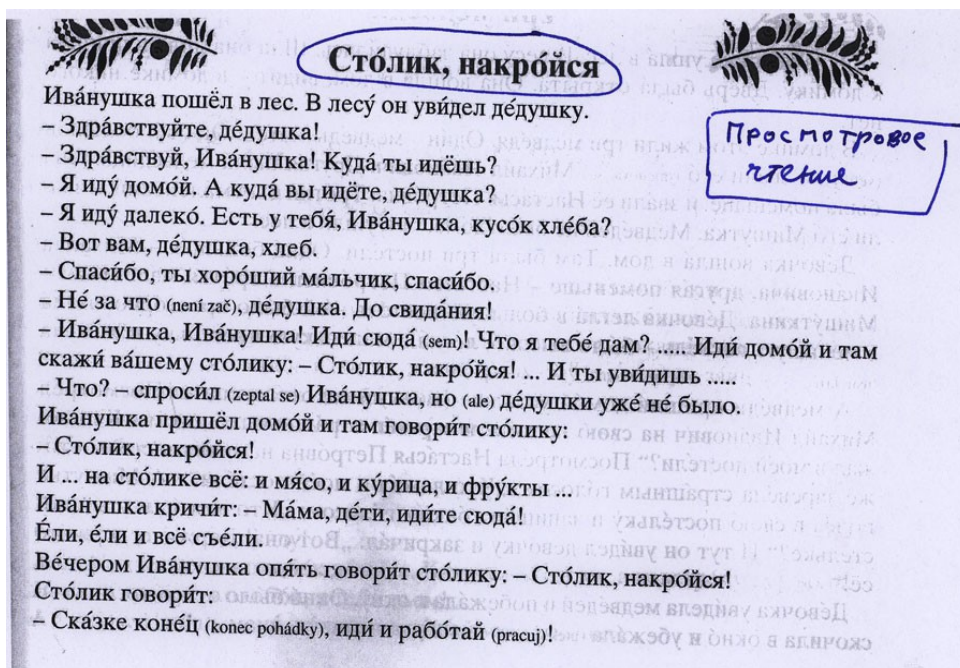 Сто́лик, накро́йся
Просмотровое
чтение
Ива́нушка пошёл в лес. В лесу́ он уви́дел де́душку.
– Здра́вствуйте, де́душка!
– Здра́вствуй, Ива́нушка! Куда́ ты идёшь?
– Я иду́ домо́й. А куда́ вы идёте, де́душка?
– Я иду́ далеко́. Есть у тебя́, Ива́нушка, кусо́к хле́ба?
– Вот вам, де́душка, хлеб.
– Спаси́бо, ты хоро́ший ма́льчик, спаси́бо.
– Не́ за что (není zač), де́душка. До свида́ния!
– Ива́нушка, Ива́нушка! Иди́ сюда́ (sem)! Что я тебе́ дам? .... Иди́ домо́й и там
скажи́ ва́шему сто́лику: – Сто́лик, накро́йся! ... И ты уви́дишь ....
– Что? – спроси́л (zeptal se) Ива́нушка, но (ale) де́душки уже́ не́ было.
Ива́нушка пришёл домо́й и там говори́т сто́лику:
– Сто́лик, накро́йся!
И ... на сто́лике всё: и мя́со, и ку́рица, и фру́кты ...
Ива́нушка кричи́т: – Ма́ма, де́ти, иди́те сюда́!
Е́ли, е́ли и всё съе́ли.
Ве́чером Ива́нушка опя́ть говори́т сто́лику: – Сто́лик, накро́йся!
Сто́лик говори́т:
– Ска́зке коне́ц (konec pohádky), иди́ и рабо́тай (pracuj)!